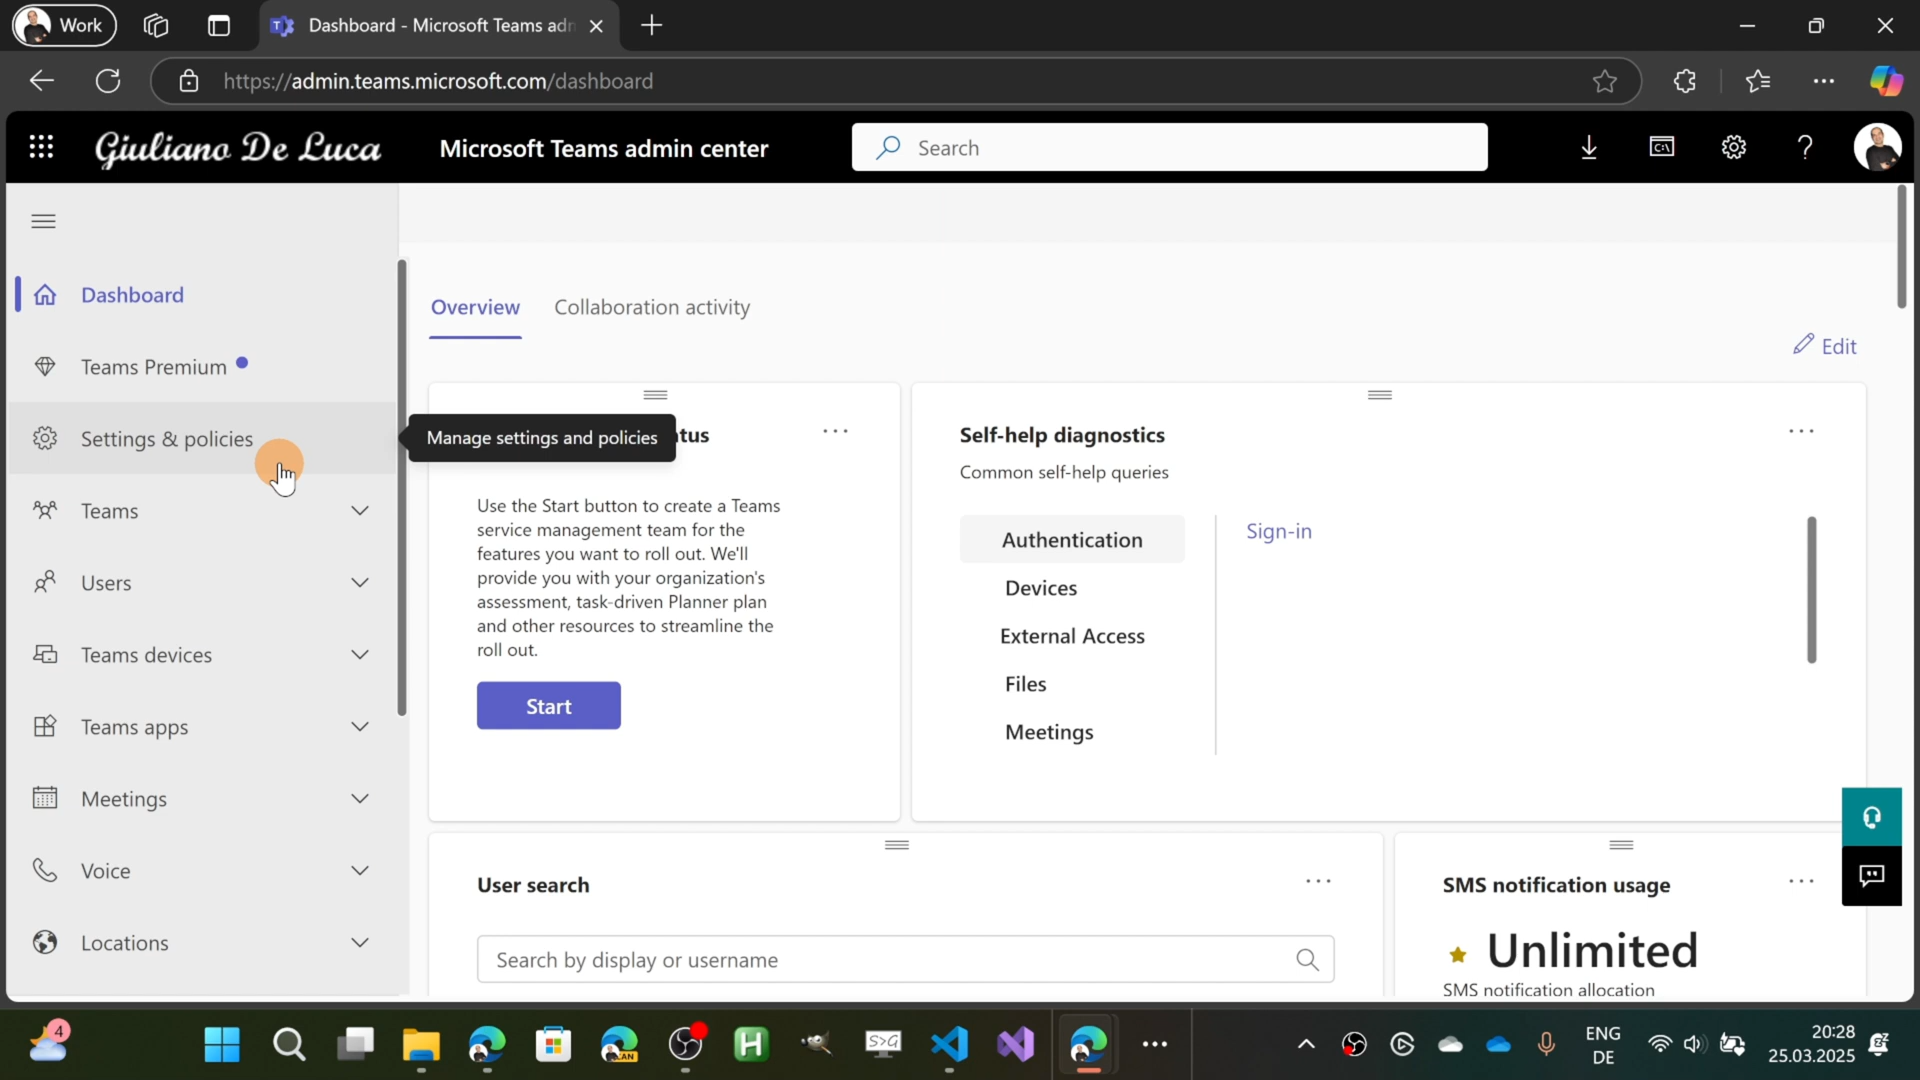 Work
Dashboard - Microsoft Teams adn
https://admin.teams.microsoft.com/dashboard
Giuliano De Luca
Microsoft Teams admin center
Search
Dashboard
Teams Premium
Settings & policies
Teams
Users
Teams devices
Teams apps
Meetings
Voice
Locations
Overview
Collaboration activity
Edit
Manage settings and policies
tus
Use the Start button to create a Teams
service management team for the
features you want to roll out. We'll
provide you with your organization's
assessment, task-driven Planner plan
and other resources to streamline the
roll out.
Start
Self-help diagnostics
Common self-help queries
Authentication
Devices
External Access
Files
Meetings
Sign-in
User search
Search by display or username
SMS notification usage
Unlimited
SMS notification allocation
4
CAN
H
S>G
ENG
DE
20:28
25.03.2025